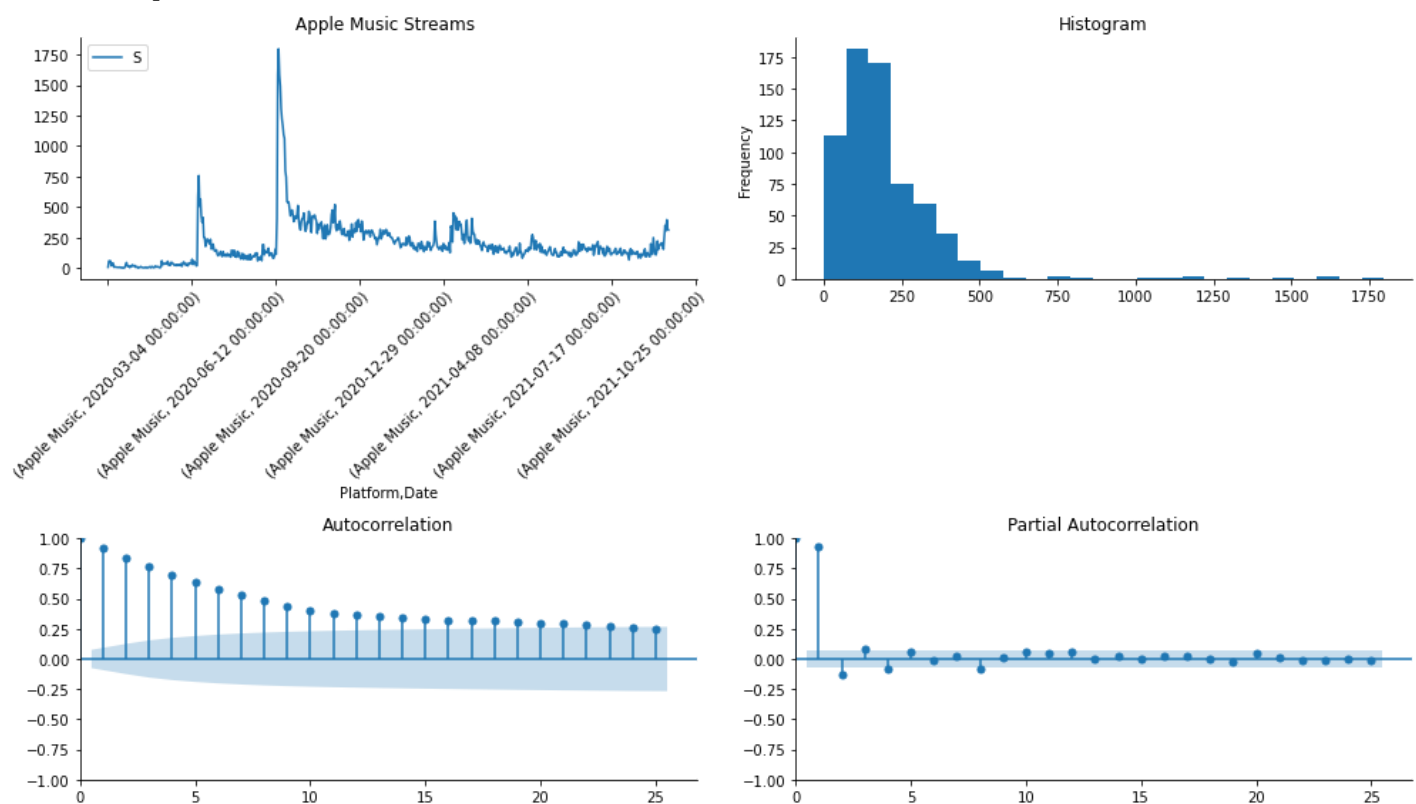 Apple Music Streams
S
1750
1500
1250
1000
750
500
250
0
(Apple Music, 2020-03-04 00:00:00)
(Apple Music, 2020-06-12 00:00:00)
(Apple Music, 2020-09-20 00:00:00)
(Apple Music, 2020-12-29 00:00:00)
(Apple Music, 2021-04-08 00:00:00)
(Apple Music, 2021-07-17 00:00:00)
(Apple Music, 2021-10-25 00:00:00)
Platform,Date
Histogram
Frequency
175
150
125
100
75
50
25
0
0 250 500 750 1000 1250 1500 1750
Autocorrelation
1.00
0.75
0.50
0.25
0.00
−0.25
−0.50
−0.75
−1.00
0 5 10 15 20 25
Partial Autocorrelation
1.00
0.75
0.50
0.25
0.00
−0.25
−0.50
−0.75
−1.00
0 5 10 15 20 25